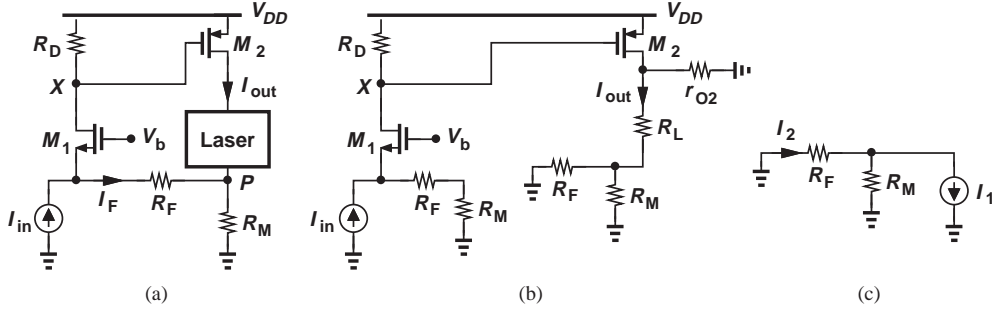 V_DD
R_D
M_2
X
I_out
M_1
V_b
Laser
I_F
R_F
P
I_in
R_M
(a)
V_DD
R_D
M_2
X
I_out
r_O2
M_1
V_b
R_L
R_F
R_M
R_F
R_M
I_in
(b)
I_2
R_F
R_M
I_1
(c)